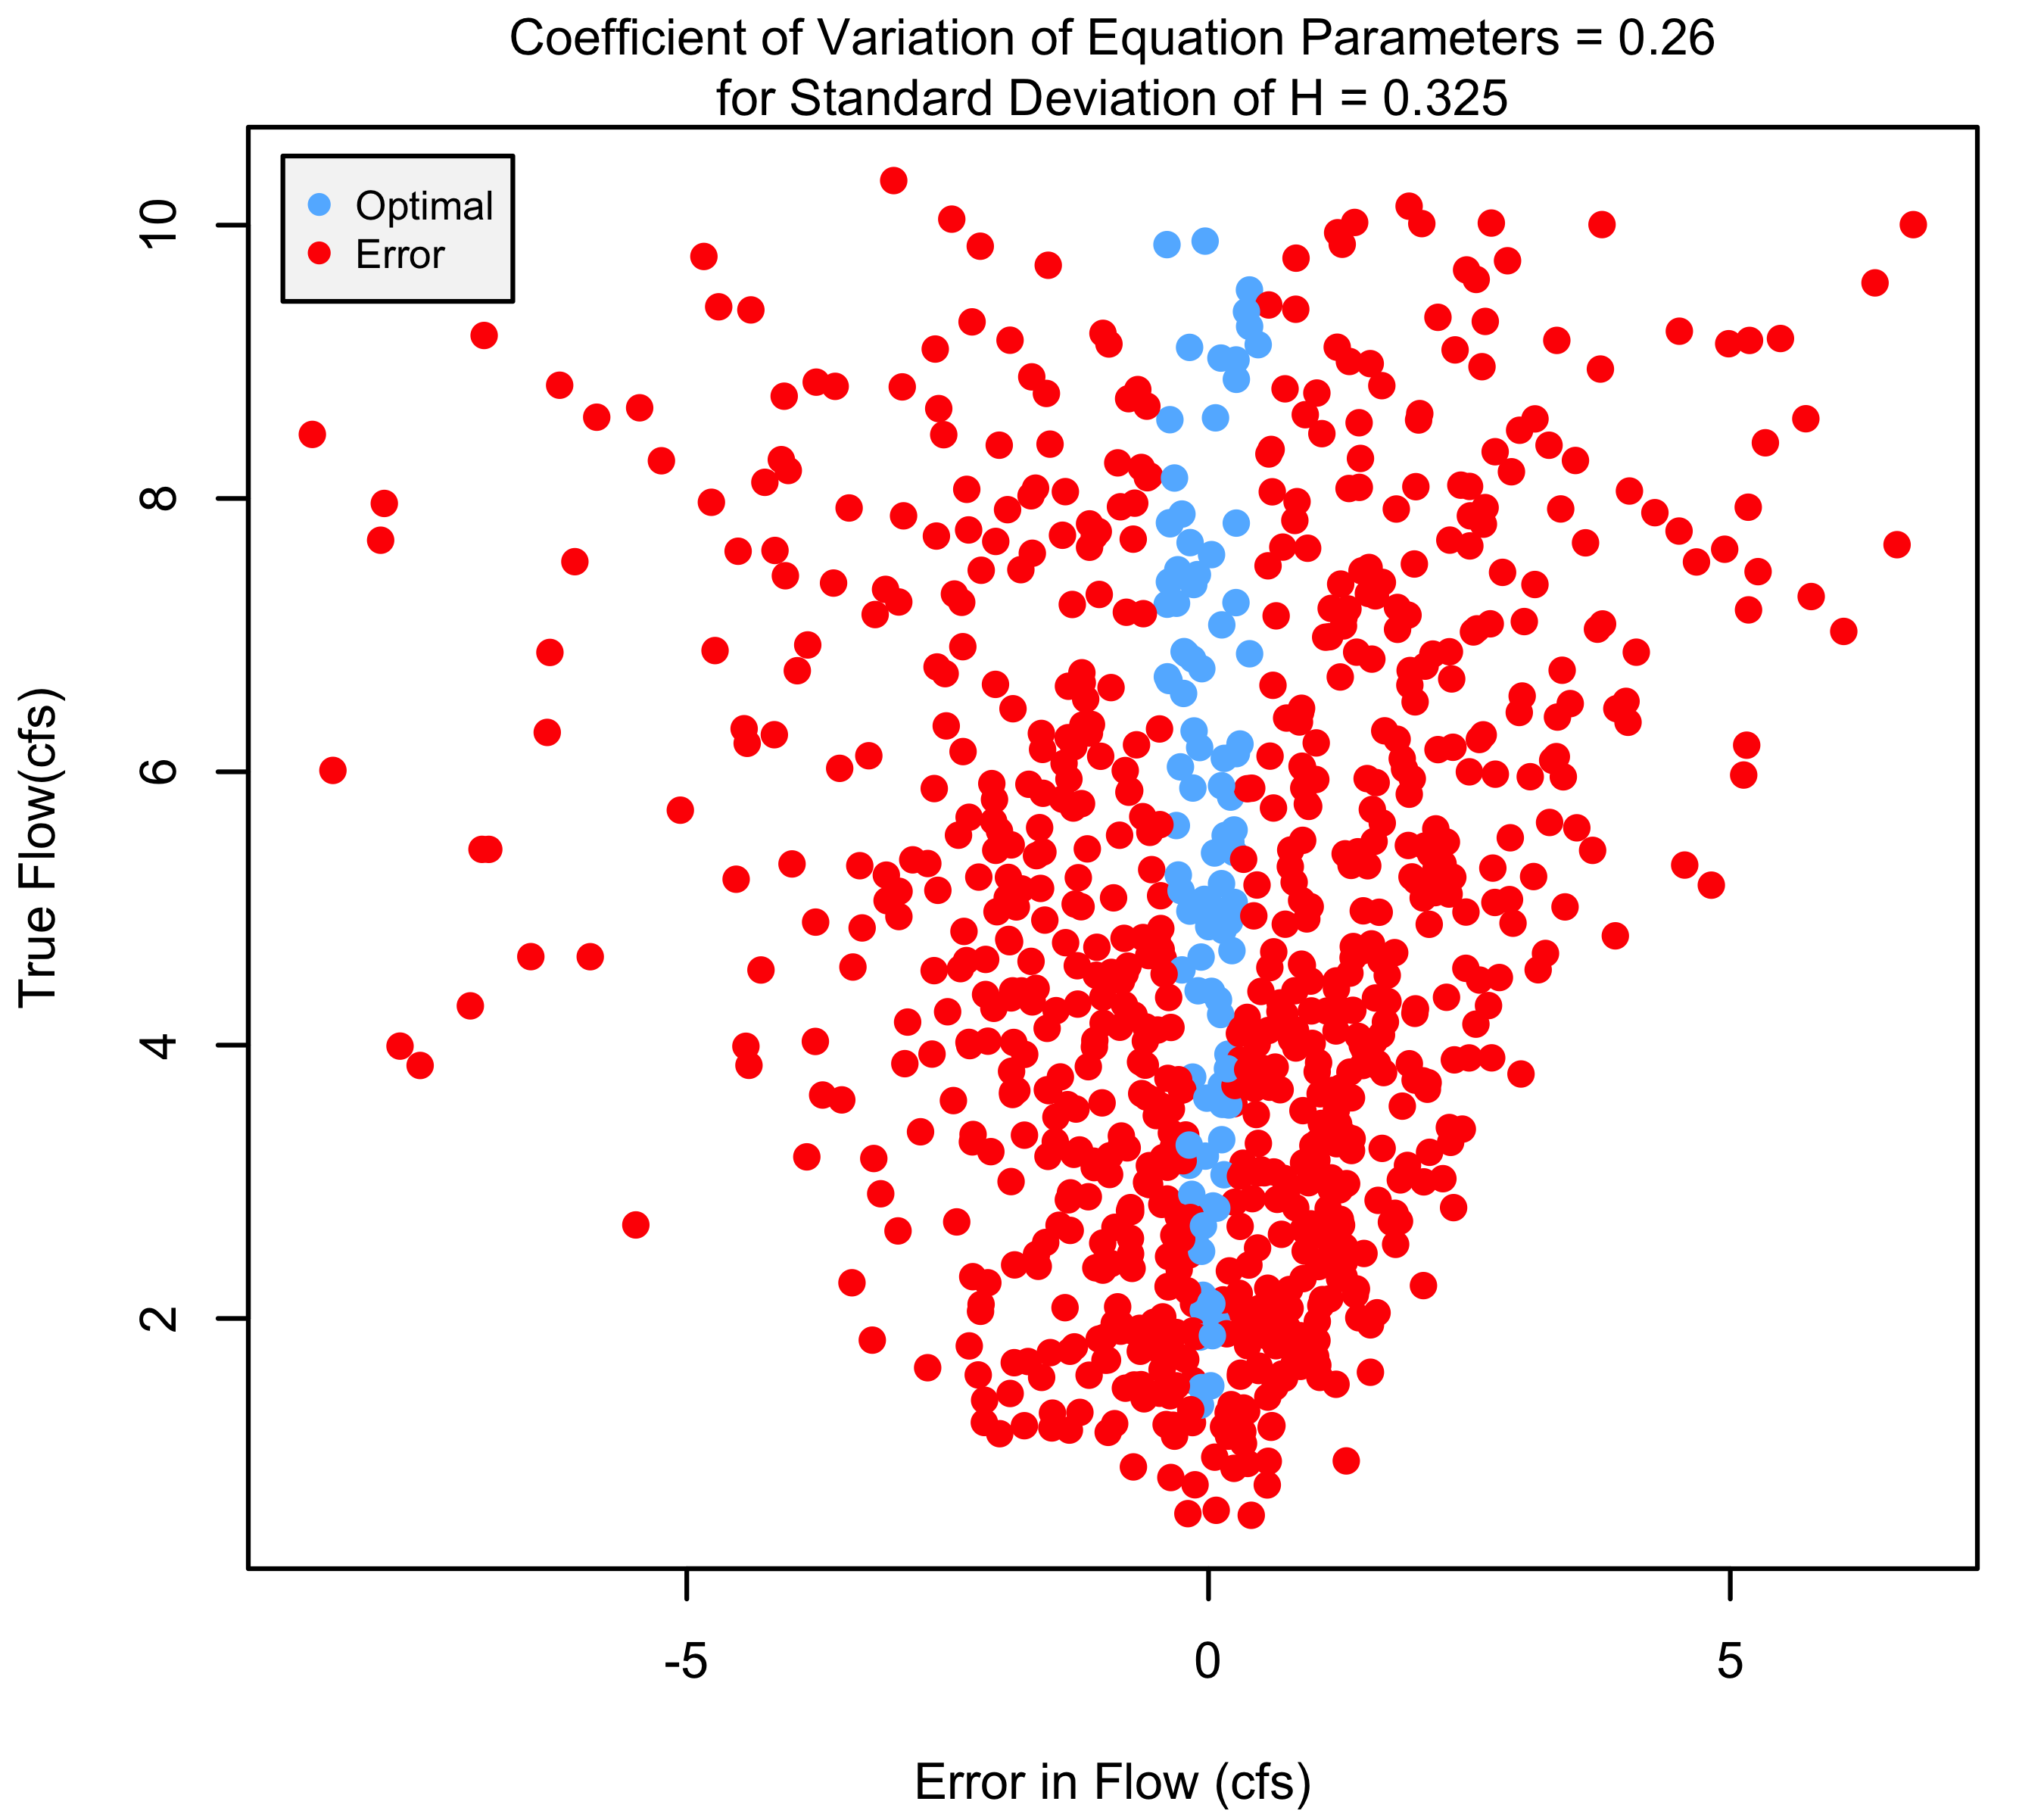 Coefficient of Variation of Equation Parameters = 0.26
for Standard Deviation of H = 0.325
Optimal
Error
10
8
6
4
2
True Flow(cfs)
-5
0
5
Error in Flow (cfs)